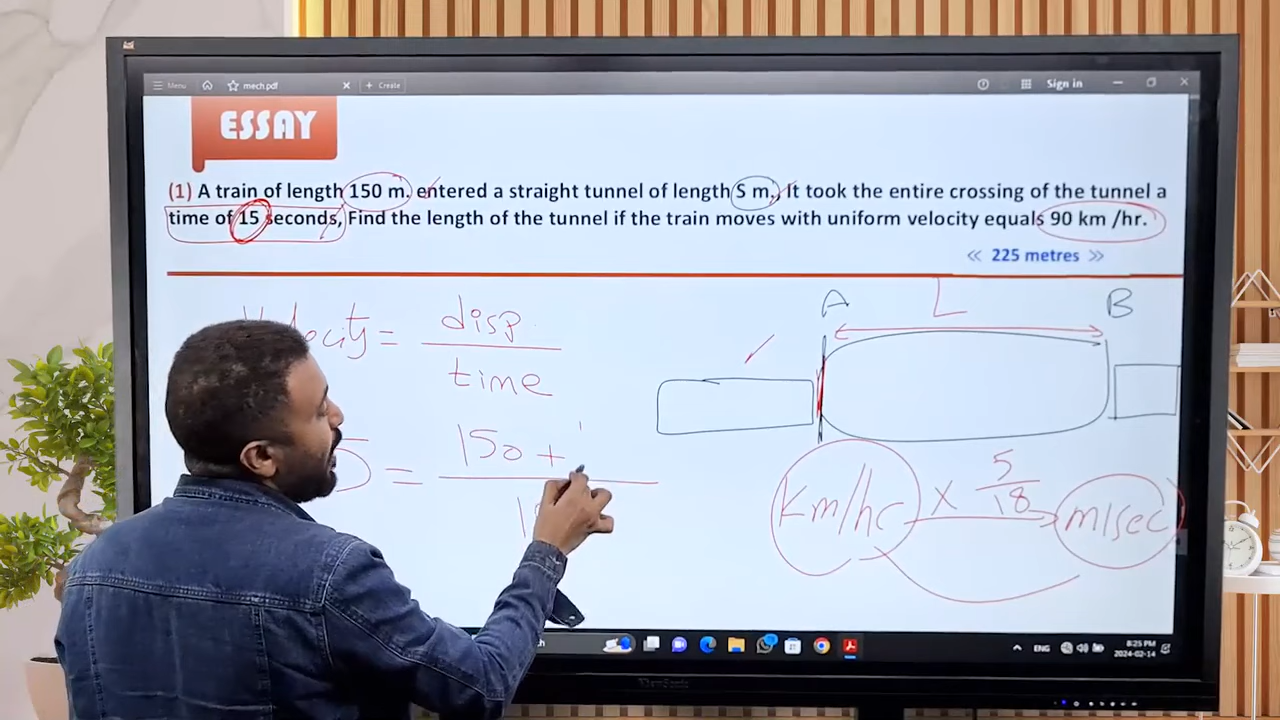 Menu
mech.pdf
+ Create
Sign in
ESSAY
(1) A train of length 150 m. entered a straight tunnel of length S m., It took the entire crossing of the tunnel a
time of 15 seconds, Find the length of the tunnel if the train moves with uniform velocity equals 90 km /hr.
<< 225 metres >>
= disp.
time
A
L
B
= 150 +
km/hr × 5/18 m/sec
ENG
8:25 PM
2024-02-14
ViewSonic